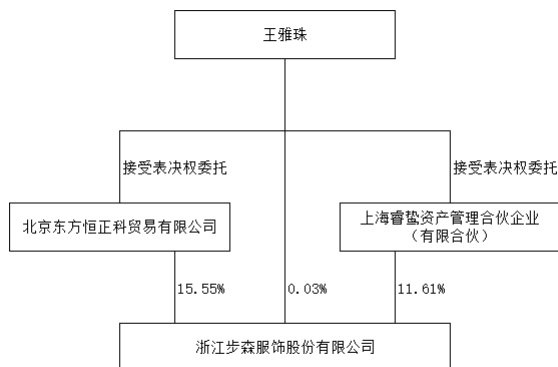 王雅珠
接受表决权委托
接受表决权委托
北京东方恒正科贸易有限公司
上海睿鸷资产管理合伙企业
（有限合伙）
15.55%
0.03%
11.61%
浙江步森服饰股份有限公司